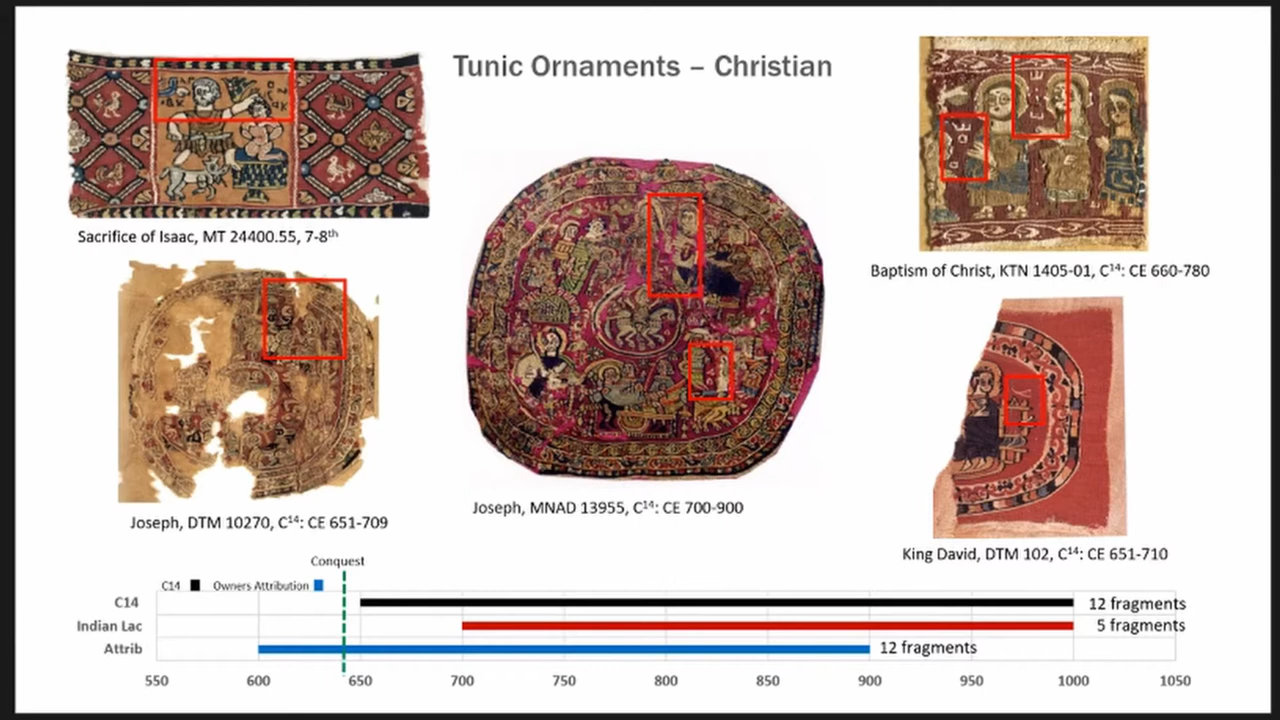 Tunic Ornaments – Christian
Sacrifice of Isaac, MT 24400.55, 7-8th
Baptism of Christ, KTN 1405-01, C14: CE 660-780
Joseph, MNAD 13955, C14: CE 700-900
Joseph, DTM 10270, C14: CE 651-709
King David, DTM 102, C14: CE 651-710
Conquest
C14 Owners Attribution
C14 12 fragments
Indian Lac 5 fragments
Attrib 12 fragments
550 600 650 700 750 800 850 900 950 1000 1050